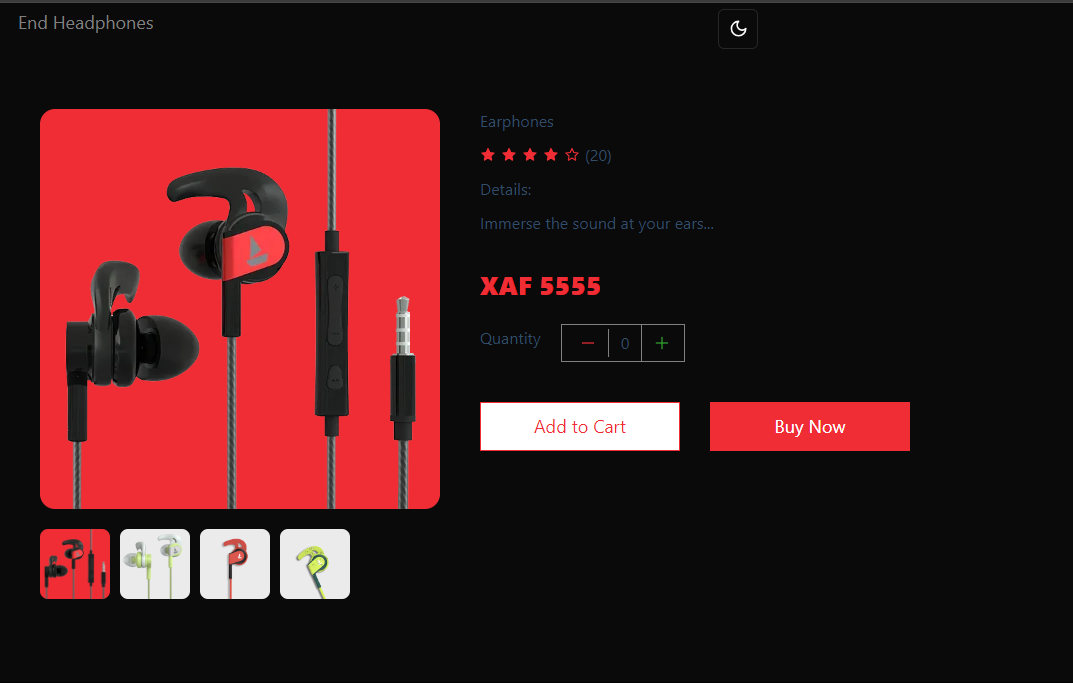 End Headphones
Earphones
(20)
Details:
Immerse the sound at your ears...
XAF 5555
Quantity
− 0 +
Add to Cart
Buy Now